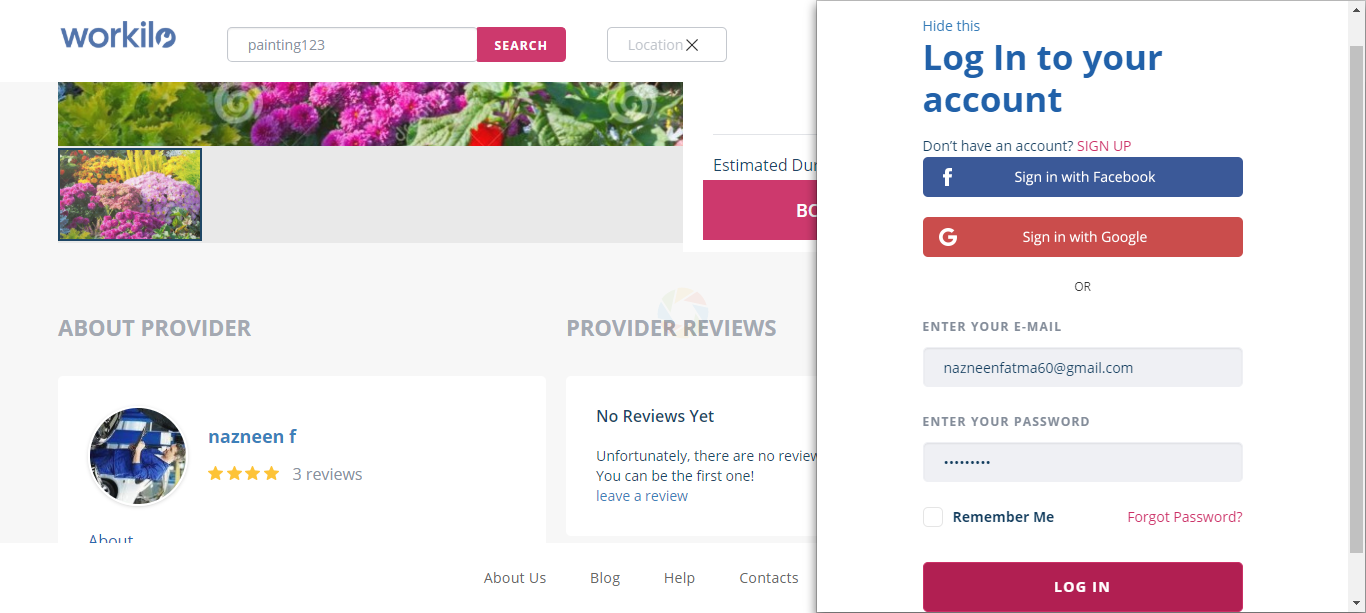 workilo
painting123
SEARCH
Location
Estimated Dur
BO
ABOUT PROVIDER
nazneen f
3 reviews
About
PROVIDER REVIEWS
No Reviews Yet
Unfortunately, there are no review
You can be the first one!
leave a review
About Us
Blog
Help
Contacts
Hide this
Log In to your
account
Don't have an account? SIGN UP
Sign in with Facebook
Sign in with Google
OR
ENTER YOUR E-MAIL
nazneenfatma60@gmail.com
ENTER YOUR PASSWORD
•••••••••
Remember Me
Forgot Password?
LOG IN